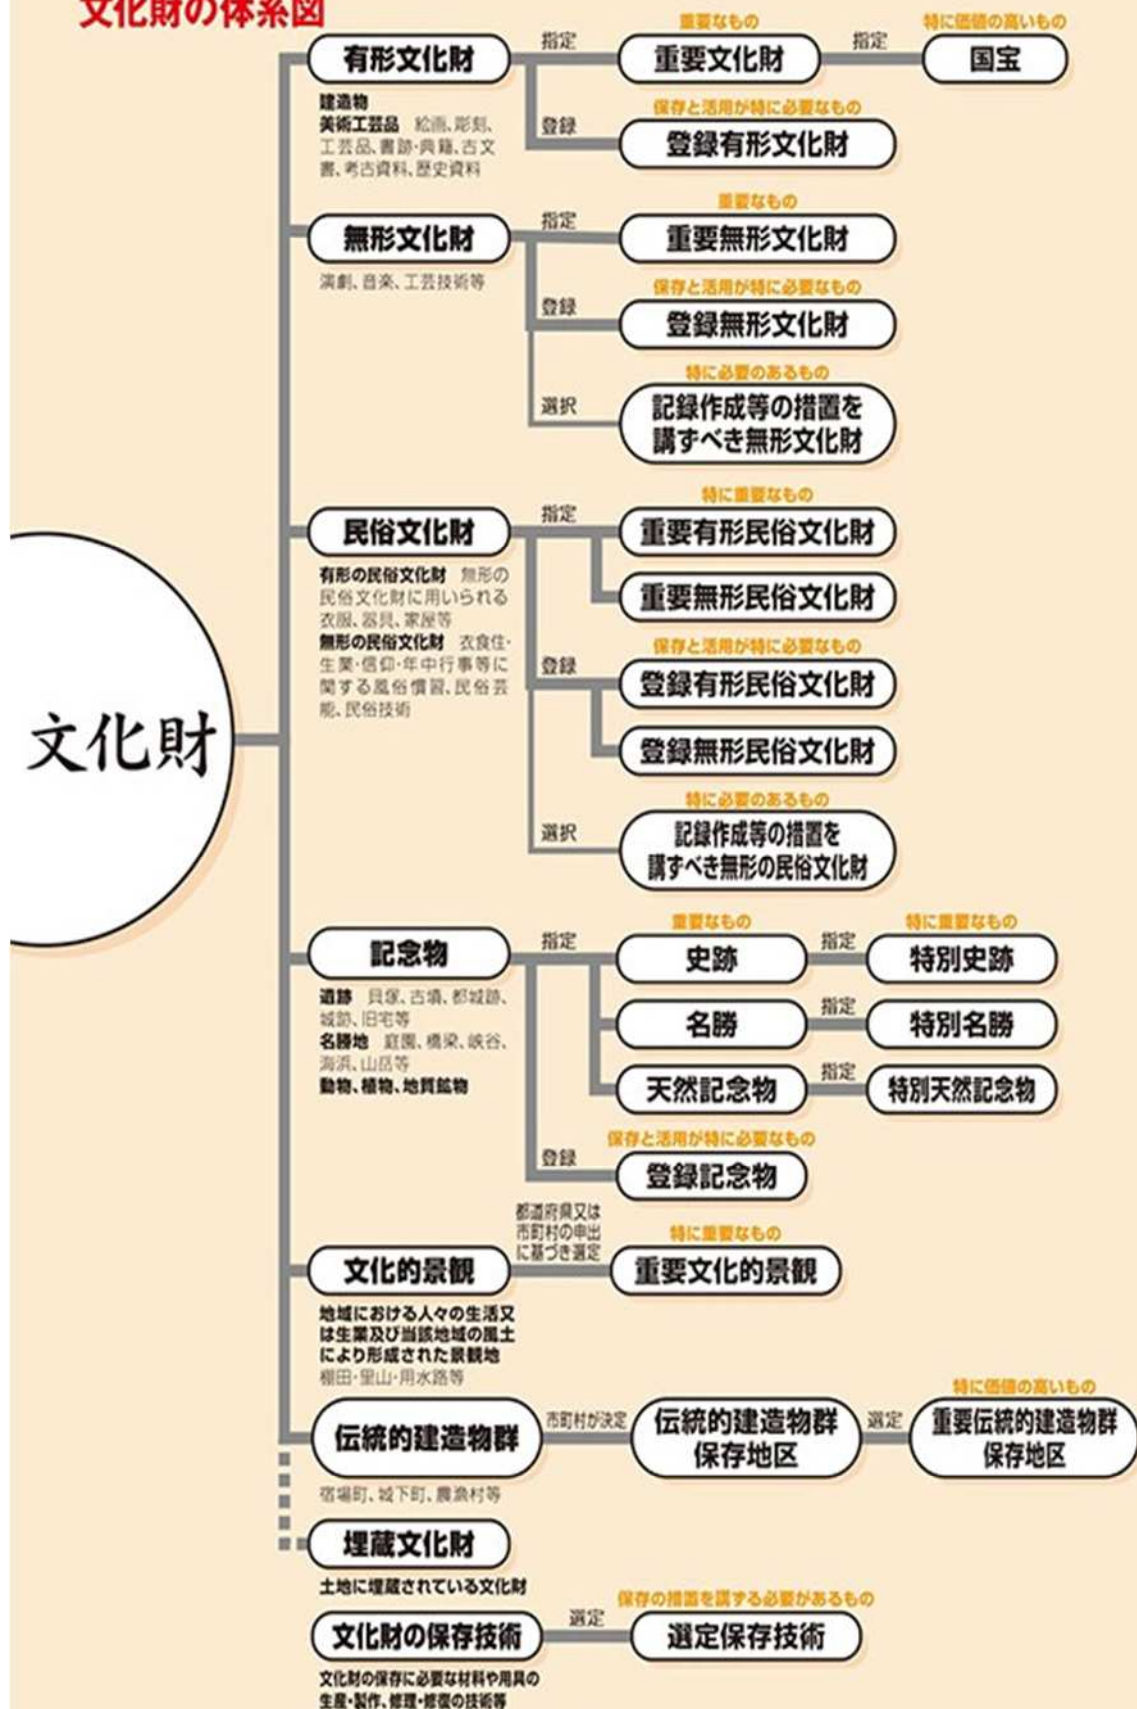 文化財の体系図
文化財
有形文化財
指定
重要なもの
重要文化財
指定
特に価値の高いもの
国宝
建造物
美術工芸品 絵画、彫刻、
工芸品、書跡・典籍、古文
書、考古資料、歴史資料
登録
保存と活用が特に必要なもの
登録有形文化財
無形文化財
指定
重要なもの
重要無形文化財
演劇、音楽、工芸技術等
登録
保存と活用が特に必要なもの
登録無形文化財
選択
特に必要のあるもの
記録作成等の措置を
講ずべき無形文化財
民俗文化財
指定
特に重要なもの
重要有形民俗文化財
重要無形民俗文化財
有形の民俗文化財 無形の
民俗文化財に用いられる
衣服、器具、家屋等
無形の民俗文化財 衣食住・
生業・信仰・年中行事等に
関する風俗慣習、民俗芸
能、民俗技術
登録
保存と活用が特に必要なもの
登録有形民俗文化財
登録無形民俗文化財
選択
特に必要のあるもの
記録作成等の措置を
講ずべき無形の民俗文化財
記念物
指定
重要なもの
史跡
指定
特に重要なもの
特別史跡
名勝
指定
特別名勝
天然記念物
指定
特別天然記念物
遺跡 貝塚、古墳、都城跡、
城跡、旧宅等
名勝地 庭園、橋梁、峡谷、
海浜、山岳等
動物、植物、地質鉱物
登録
保存と活用が特に必要なもの
登録記念物
文化的景観
都道府県又は
市町村の申出
に基づき選定
特に重要なもの
重要文化的景観
地域における人々の生活又
は生業及び当該地域の風土
により形成された景観地
棚田・里山・用水路等
伝統的建造物群
市町村が決定
伝統的建造物群
保存地区
選定
特に価値の高いもの
重要伝統的建造物群
保存地区
宿場町、城下町、農漁村等
埋蔵文化財
土地に埋蔵されている文化財
文化財の保存技術
選定
保存の措置を講ずる必要があるもの
選定保存技術
文化財の保存に必要な材料や用具の
生産・製作、修理・修復の技術等